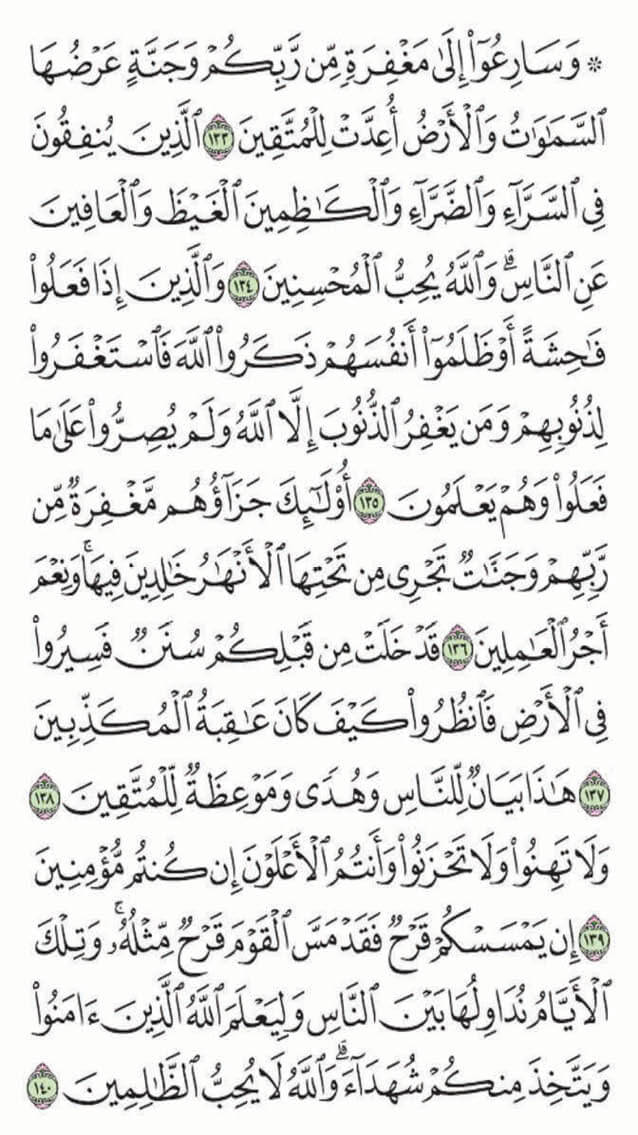 ۞ وَسَارِعُوٓا۟ إِلَىٰ مَغْفِرَةٍ مِّن رَّبِّكُمْ وَجَنَّةٍ عَرْضُهَا
ٱلسَّمَـٰوَٰتُ وَٱلْأَرْضُ أُعِدَّتْ لِلْمُتَّقِينَ ١٣٣ ٱلَّذِينَ يُنفِقُونَ
فِى ٱلسَّرَّآءِ وَٱلضَّرَّآءِ وَٱلْكَـٰظِمِينَ ٱلْغَيْظَ وَٱلْعَافِينَ
عَنِ ٱلنَّاسِ ۗ وَٱللَّهُ يُحِبُّ ٱلْمُحْسِنِينَ ١٣٤ وَٱلَّذِينَ إِذَا فَعَلُوا۟
فَـٰحِشَةً أَوْ ظَلَمُوٓا۟ أَنفُسَهُمْ ذَكَرُوا۟ ٱللَّهَ فَٱسْتَغْفَرُوا۟
لِذُنُوبِهِمْ وَمَن يَغْفِرُ ٱلذُّنُوبَ إِلَّا ٱللَّهُ وَلَمْ يُصِرُّوا۟ عَلَىٰ مَا
فَعَلُوا۟ وَهُمْ يَعْلَمُونَ ١٣٥ أُو۟لَـٰٓئِكَ جَزَآؤُهُم مَّغْفِرَةٌ مِّن
رَّبِّهِمْ وَجَنَّـٰتٌ تَجْرِى مِن تَحْتِهَا ٱلْأَنْهَـٰرُ خَـٰلِدِينَ فِيهَا ۚ وَنِعْمَ
أَجْرُ ٱلْعَـٰمِلِينَ ١٣٦ قَدْ خَلَتْ مِن قَبْلِكُمْ سُنَنٌ فَسِيرُوا۟
فِى ٱلْأَرْضِ فَٱنظُرُوا۟ كَيْفَ كَانَ عَـٰقِبَةُ ٱلْمُكَذِّبِينَ
١٣٧ هَـٰذَا بَيَانٌ لِّلنَّاسِ وَهُدًى وَمَوْعِظَةٌ لِّلْمُتَّقِينَ ١٣٨
وَلَا تَهِنُوا۟ وَلَا تَحْزَنُوا۟ وَأَنتُمُ ٱلْأَعْلَوْنَ إِن كُنتُم مُّؤْمِنِينَ
١٣٩ إِن يَمْسَسْكُمْ قَرْحٌ فَقَدْ مَسَّ ٱلْقَوْمَ قَرْحٌ مِّثْلُهُۥ ۚ وَتِلْكَ
ٱلْأَيَّامُ نُدَاوِلُهَا بَيْنَ ٱلنَّاسِ وَلِيَعْلَمَ ٱللَّهُ ٱلَّذِينَ ءَامَنُوا۟
وَيَتَّخِذَ مِنكُمْ شُهَدَآءَ ۗ وَٱللَّهُ لَا يُحِبُّ ٱلظَّـٰلِمِينَ ١٤٠